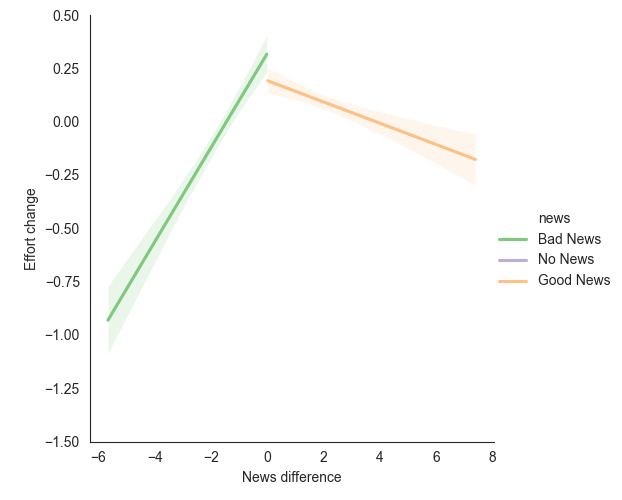 0.50
0.25
0.00
−0.25
−0.50
−0.75
−1.00
−1.25
−1.50
Effort change
−6 −4 −2 0 2 4 6 8
News difference
news
Bad News
No News
Good News